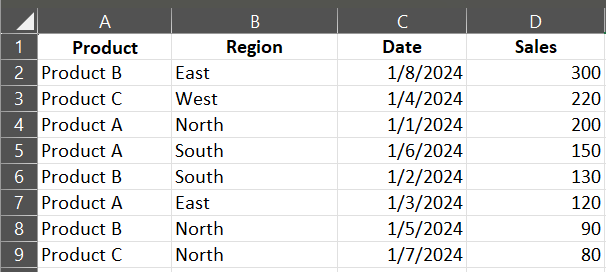 A B C D
1 Product Region Date Sales
2 Product B East 1/8/2024 300
3 Product C West 1/4/2024 220
4 Product A North 1/1/2024 200
5 Product A South 1/6/2024 150
6 Product B South 1/2/2024 130
7 Product A East 1/3/2024 120
8 Product B North 1/5/2024 90
9 Product C North 1/7/2024 80